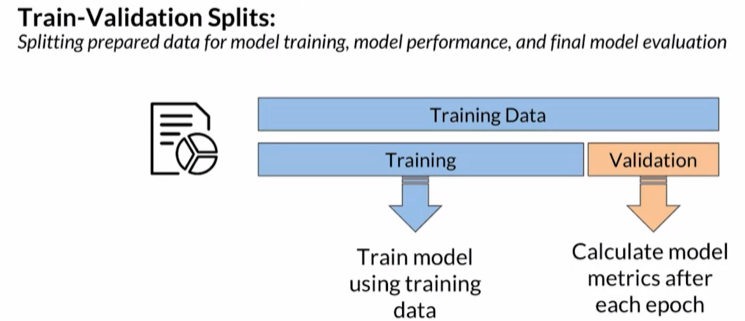 Train-Validation Splits:
Splitting prepared data for model training, model performance, and final model evaluation
Training Data
Training
Validation
Train model
using training
data
Calculate model
metrics after
each epoch